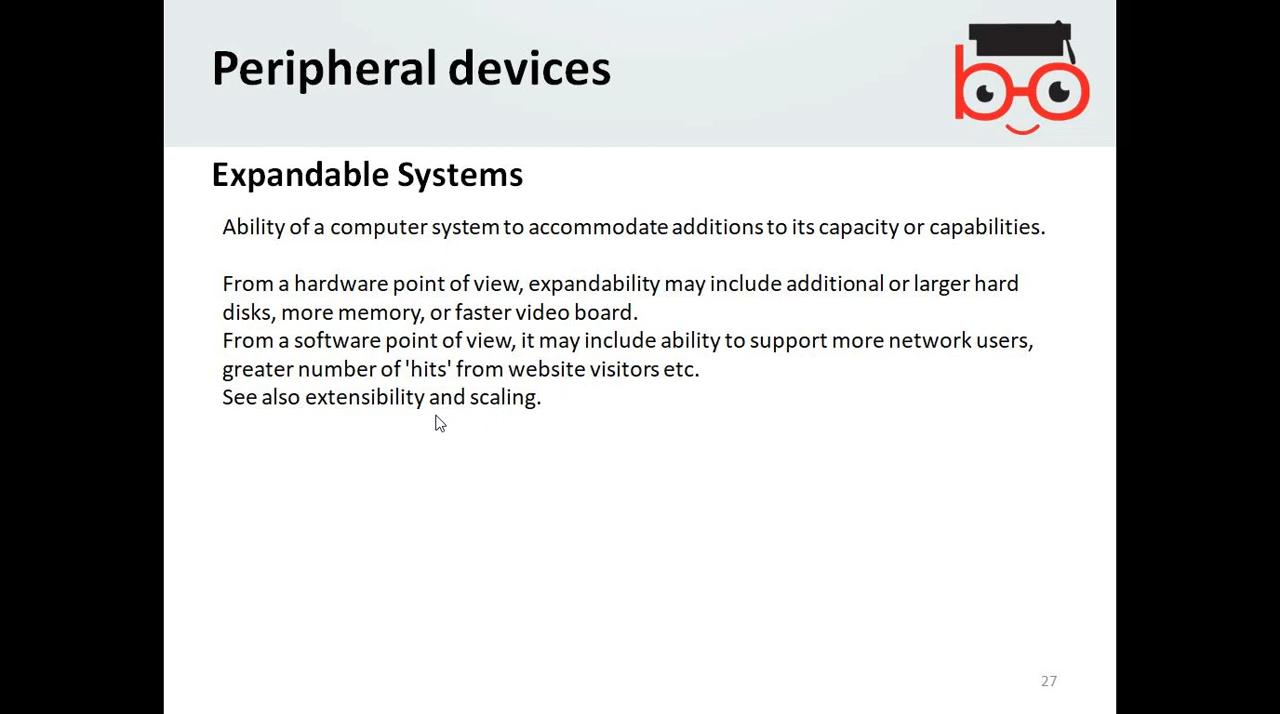 Peripheral devices
Expandable Systems
Ability of a computer system to accommodate additions to its capacity or capabilities.
From a hardware point of view, expandability may include additional or larger hard
disks, more memory, or faster video board.
From a software point of view, it may include ability to support more network users,
greater number of 'hits' from website visitors etc.
See also extensibility and scaling.
27